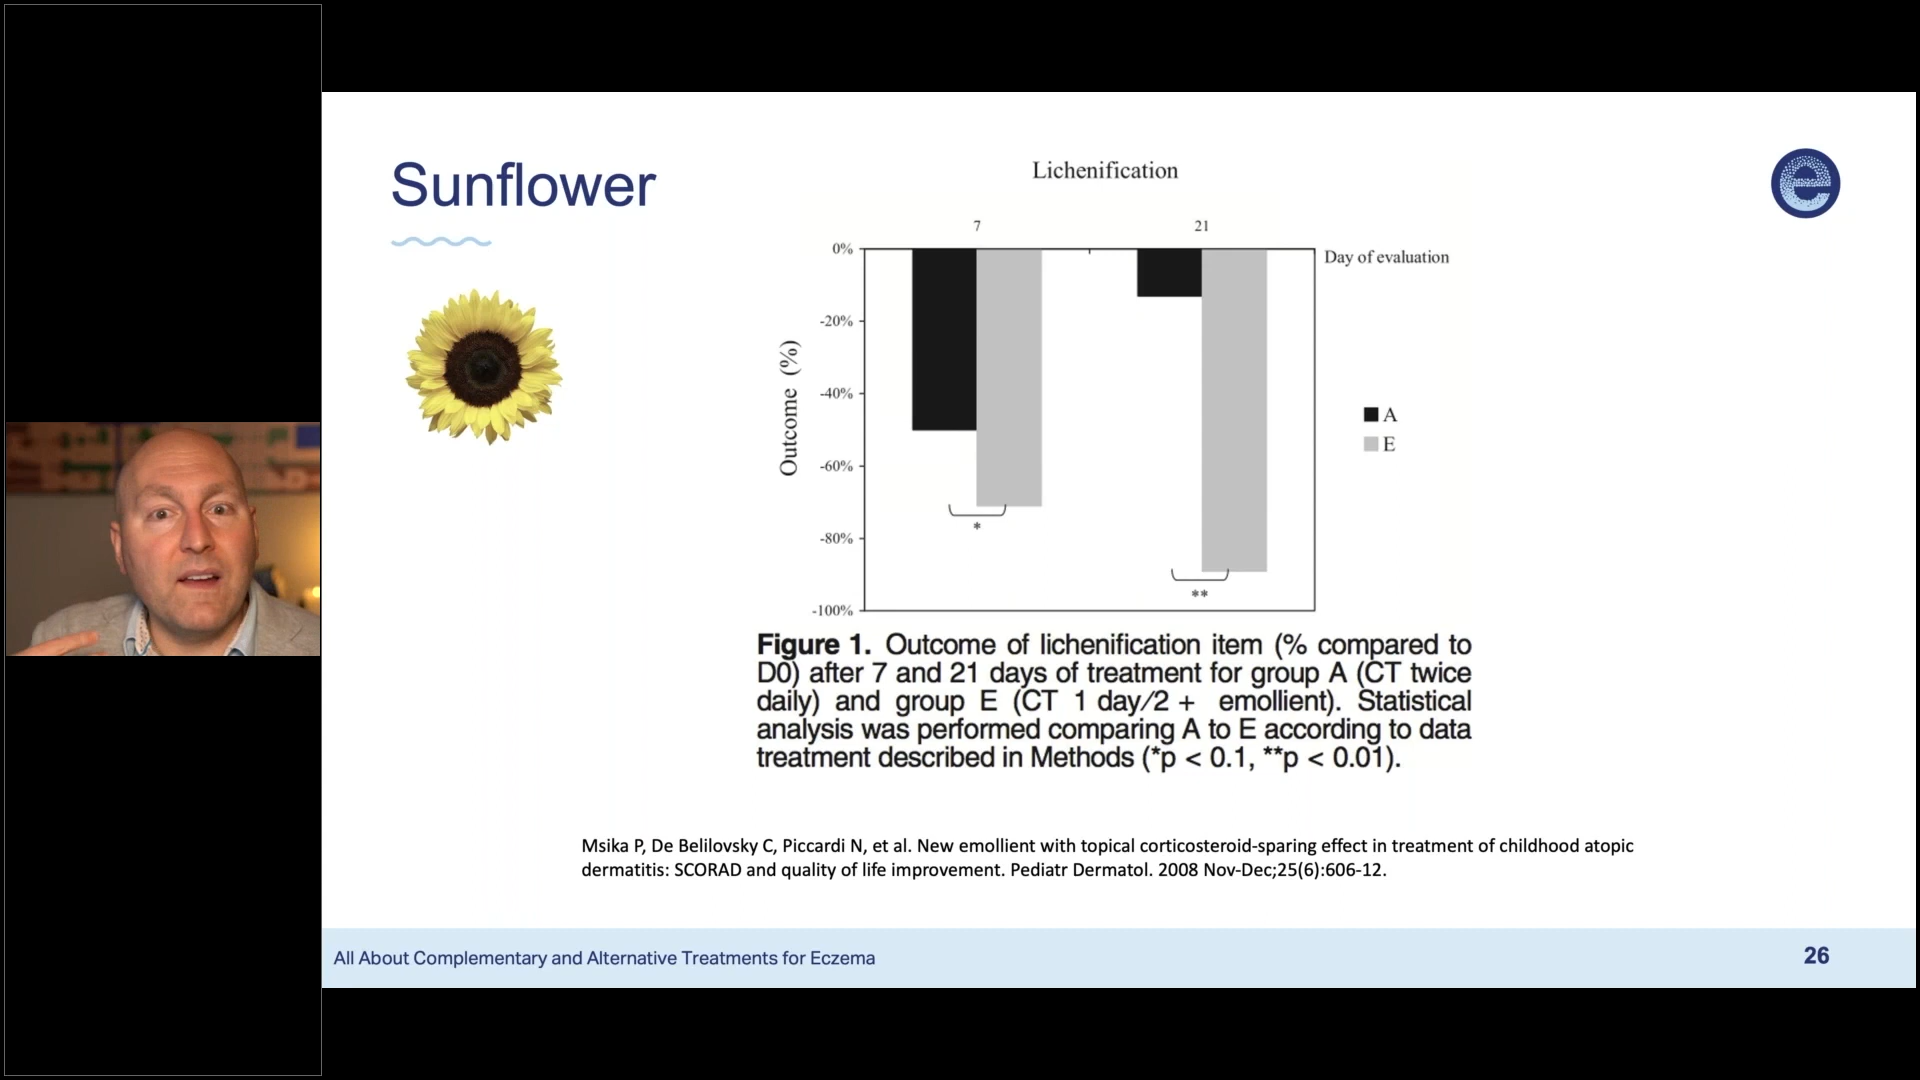 Sunflower
Lichenification
7
21
0%
Day of evaluation
-20%
-40%
-60%
-80%
-100%
Outcome (%)
A
E
*
**
Figure 1. Outcome of lichenification item (% compared to
D0) after 7 and 21 days of treatment for group A (CT twice
daily) and group E (CT 1 day/2 + emollient). Statistical
analysis was performed comparing A to E according to data
treatment described in Methods (*p < 0.1, **p < 0.01).
Msika P, De Belilovsky C, Piccardi N, et al. New emollient with topical corticosteroid-sparing effect in treatment of childhood atopic
dermatitis: SCORAD and quality of life improvement. Pediatr Dermatol. 2008 Nov-Dec;25(6):606-12.
All About Complementary and Alternative Treatments for Eczema
26
e